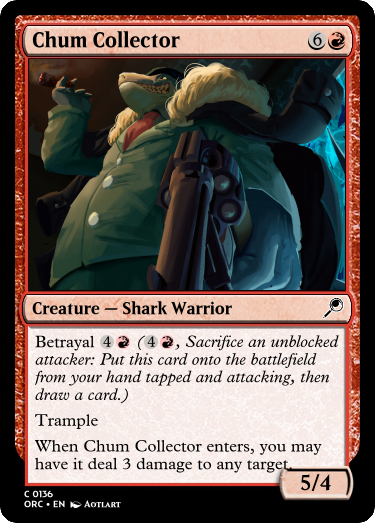 Chum Collector 6
Creature — Shark Warrior
Betrayal 4 (4, Sacrifice an unblocked
attacker: Put this card onto the battlefield
from your hand tapped and attacking, then
draw a card.)
Trample
When Chum Collector enters, you may
have it deal 3 damage to any target.
5/4
C 0136
ORC • EN Aotlart